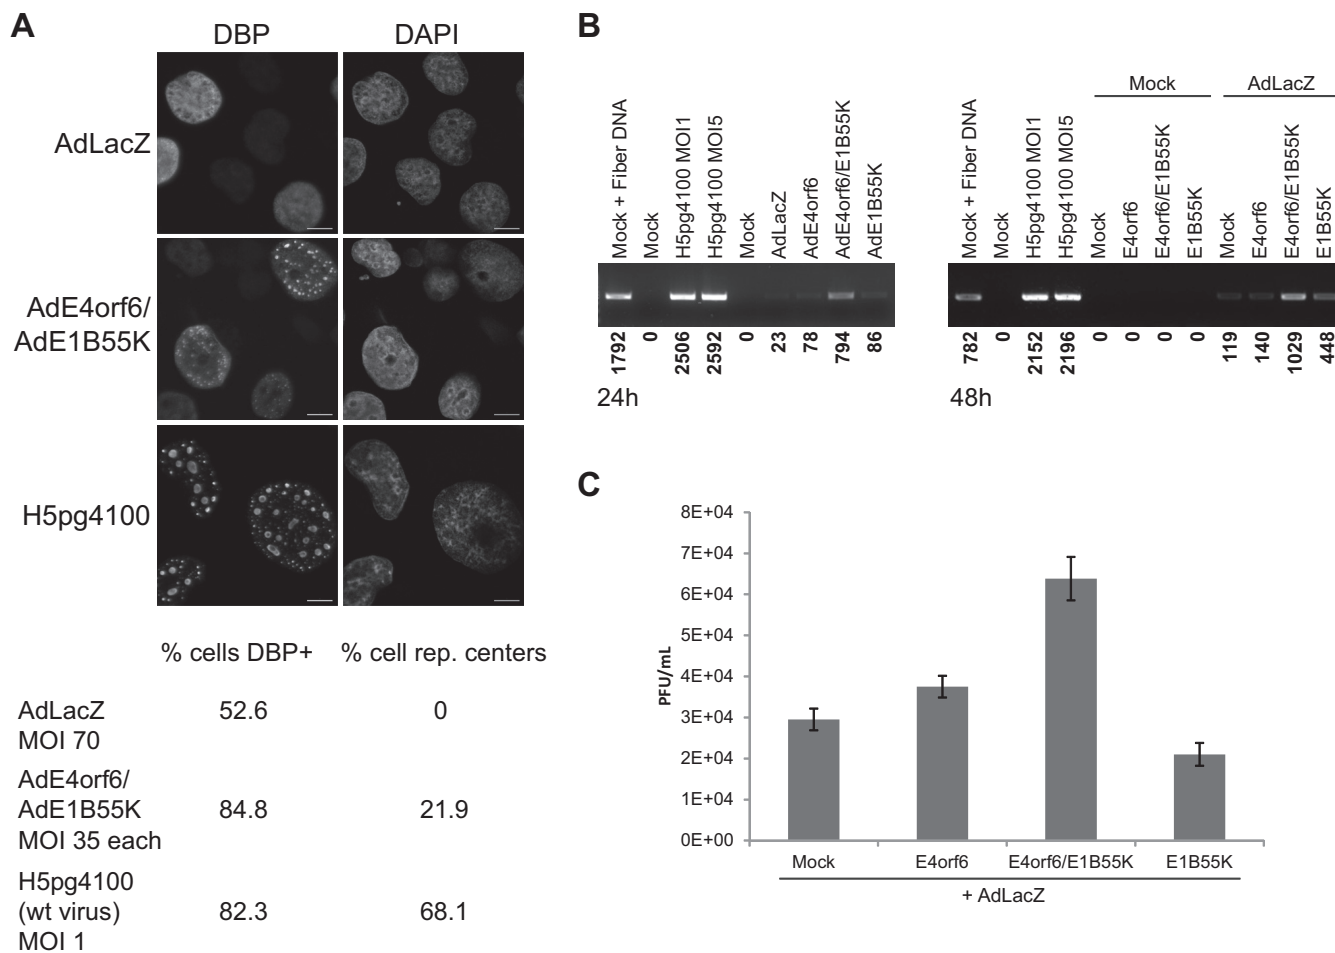 A
DBP DAPI
AdLacZ
AdE4orf6/
AdE1B55K
H5pg4100
% cells DBP+ % cell rep. centers
AdLacZ
MOI 70
52.6 0
AdE4orf6/
AdE1B55K
MOI 35 each
84.8 21.9
H5pg4100
(wt virus)
MOI 1
82.3 68.1
B
Mock + Fiber DNA
Mock
H5pg4100 MOI1
H5pg4100 MOI5
Mock
AdLacZ
AdE4orf6
AdE4orf6/E1B55K
AdE1B55K
1792
0
2506
2592
0
23
78
794
86
24h
Mock AdLacZ
Mock + Fiber DNA
Mock
H5pg4100 MOI1
H5pg4100 MOI5
Mock
E4orf6
E4orf6/E1B55K
E1B55K
Mock
E4orf6
E4orf6/E1B55K
E1B55K
782
0
2152
2196
0
0
0
0
119
140
1029
448
48h
C
PFU/mL
8E+04
7E+04
6E+04
5E+04
4E+04
3E+04
2E+04
1E+04
0E+00
Mock E4orf6 E4orf6/E1B55K E1B55K
+ AdLacZ